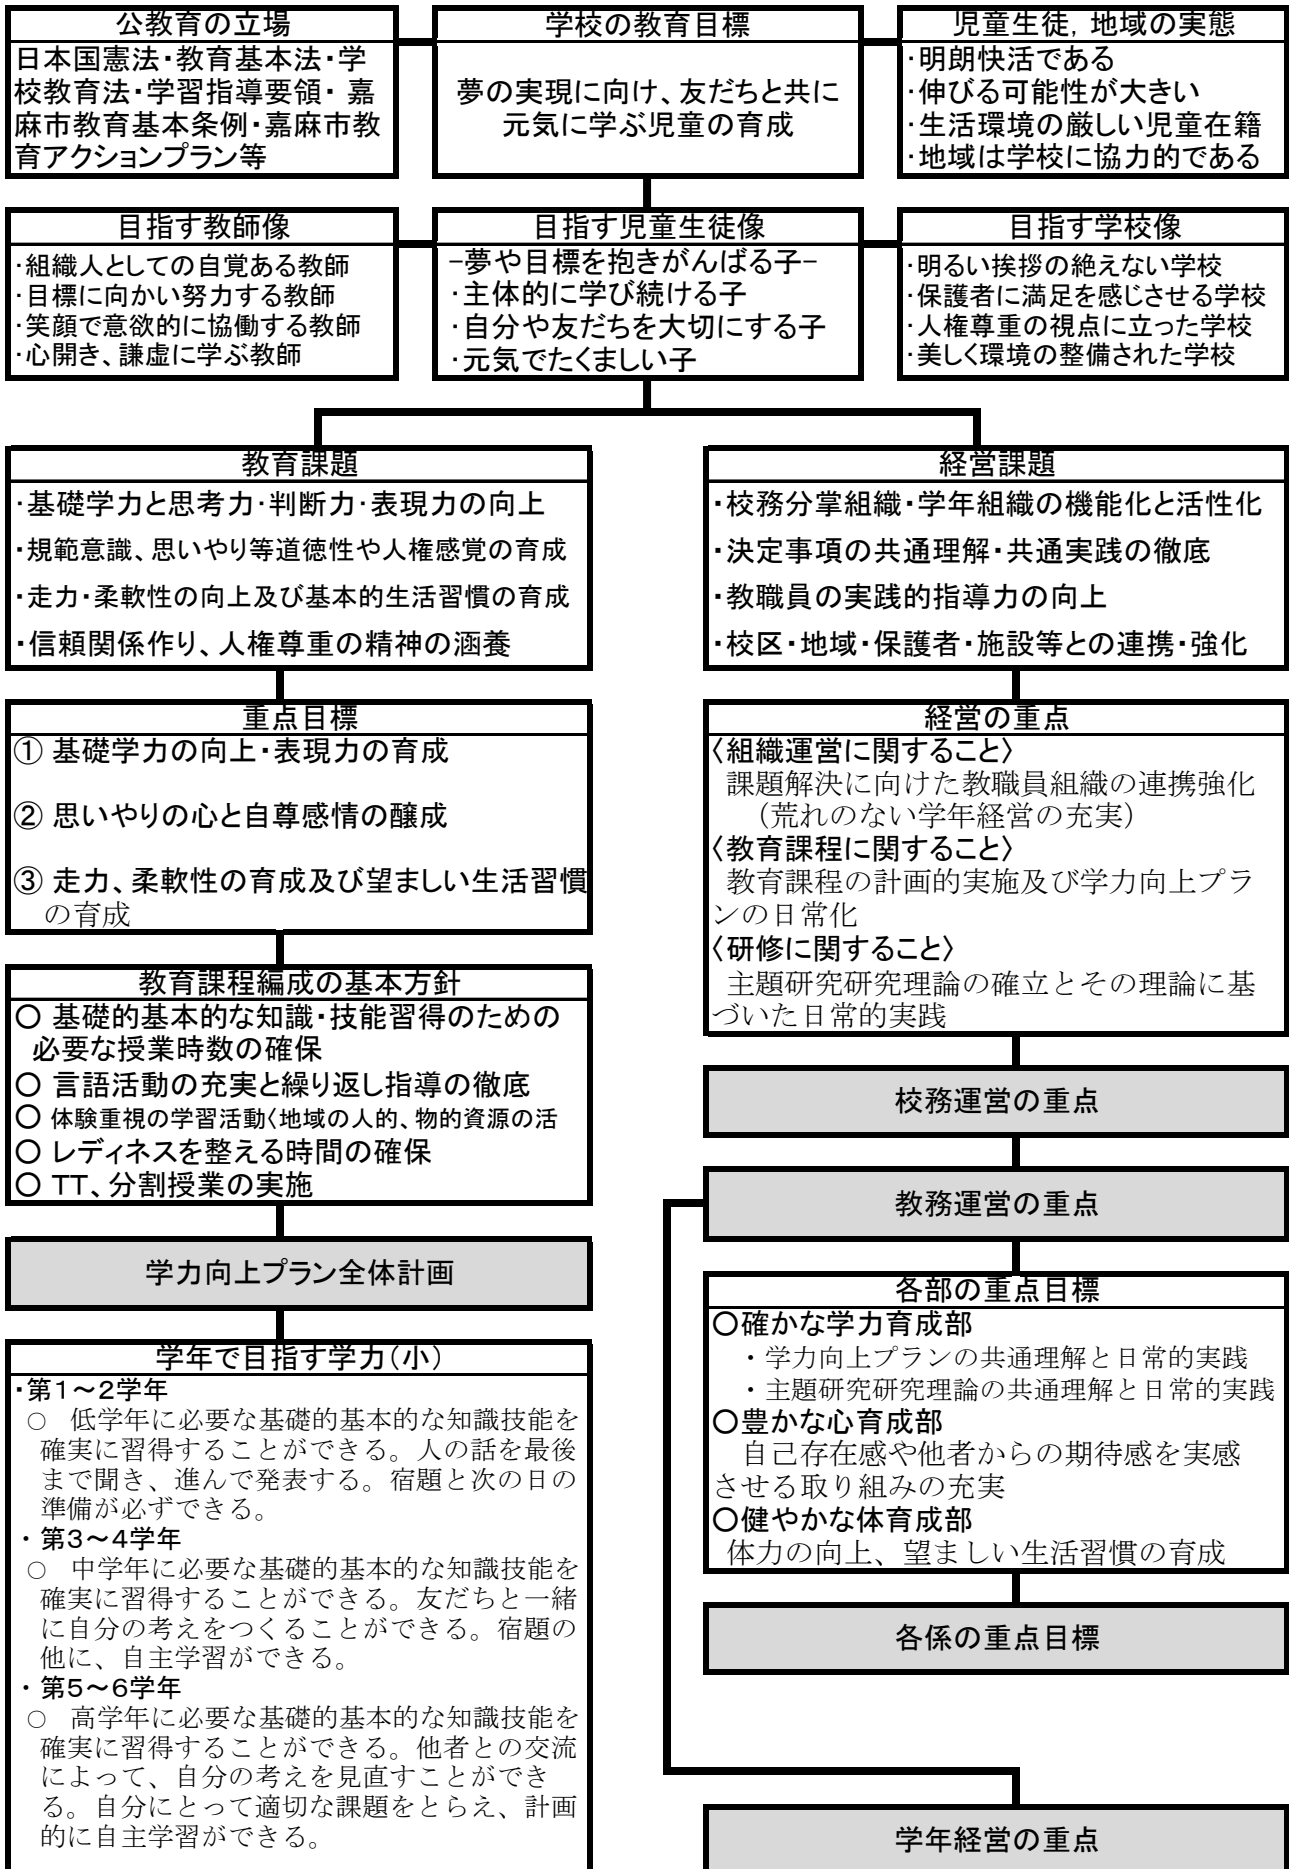 公教育の立場
日本国憲法・教育基本法・学
校教育法・学習指導要領・ 嘉
麻市教育基本条例・嘉麻市教
育アクションプラン等
学校の教育目標
夢の実現に向け、友だちと共に
元気に学ぶ児童の育成
児童生徒，地域の実態
・明朗快活である
・伸びる可能性が大きい
・生活環境の厳しい児童在籍
・地域は学校に協力的である
目指す教師像
・組織人としての自覚ある教師
・目標に向かい努力する教師
・笑顔で意欲的に協働する教師
・心開き、謙虚に学ぶ教師
目指す児童生徒像
−夢や目標を抱きがんばる子−
・主体的に学び続ける子
・自分や友だちを大切にする子
・元気でたくましい子
目指す学校像
・明るい挨拶の絶えない学校
・保護者に満足を感じさせる学校
・人権尊重の視点に立った学校
・美しく環境の整備された学校
教育課題
・基礎学力と思考力・判断力・表現力の向上
・規範意識、思いやり等道徳性や人権感覚の育成
・走力・柔軟性の向上及び基本的生活習慣の育成
・信頼関係作り、人権尊重の精神の涵養
重点目標
① 基礎学力の向上・表現力の育成
② 思いやりの心と自尊感情の醸成
③ 走力、柔軟性の育成及び望ましい生活習慣
の育成
教育課程編成の基本方針
〇 基礎的基本的な知識・技能習得のための
必要な授業時数の確保
〇 言語活動の充実と繰り返し指導の徹底
〇 体験重視の学習活動〈地域の人的、物的資源の活
〇 レディネスを整える時間の確保
〇 TT、分割授業の実施
学力向上プラン全体計画
学年で目指す学力（小）
・第１～２学年
○ 低学年に必要な基礎的基本的な知識技能を
確実に習得することができる。人の話を最後
まで聞き、進んで発表する。宿題と次の日の
準備が必ずできる。
・ 第３～４学年
○ 中学年に必要な基礎的基本的な知識技能を
確実に習得することができる。友だちと一緒
に自分の考えをつくることができる。宿題の
他に、自主学習ができる。
・ 第５～６学年
○ 高学年に必要な基礎的基本的な知識技能を
確実に習得することができる。他者との交流
によって、自分の考えを見直すことができ
る。自分にとって適切な課題をとらえ、計画
的に自主学習ができる。
経営課題
・校務分掌組織・学年組織の機能化と活性化
・決定事項の共通理解・共通実践の徹底
・教職員の実践的指導力の向上
・校区・地域・保護者・施設等との連携・強化
経営の重点
〈組織運営に関すること〉
課題解決に向けた教職員組織の連携強化
（荒れのない学年経営の充実）
〈教育課程に関すること〉
教育課程の計画的実施及び学力向上プラ
ンの日常化
〈研修に関すること〉
主題研究研究理論の確立とその理論に基
づいた日常的実践
校務運営の重点
教務運営の重点
各部の重点目標
〇確かな学力育成部
・学力向上プランの共通理解と日常的実践
・主題研究研究理論の共通理解と日常的実践
〇豊かな心育成部
自己存在感や他者からの期待感を実感
させる取り組みの充実
〇健やかな体育成部
体力の向上、望ましい生活習慣の育成
各係の重点目標
学年経営の重点